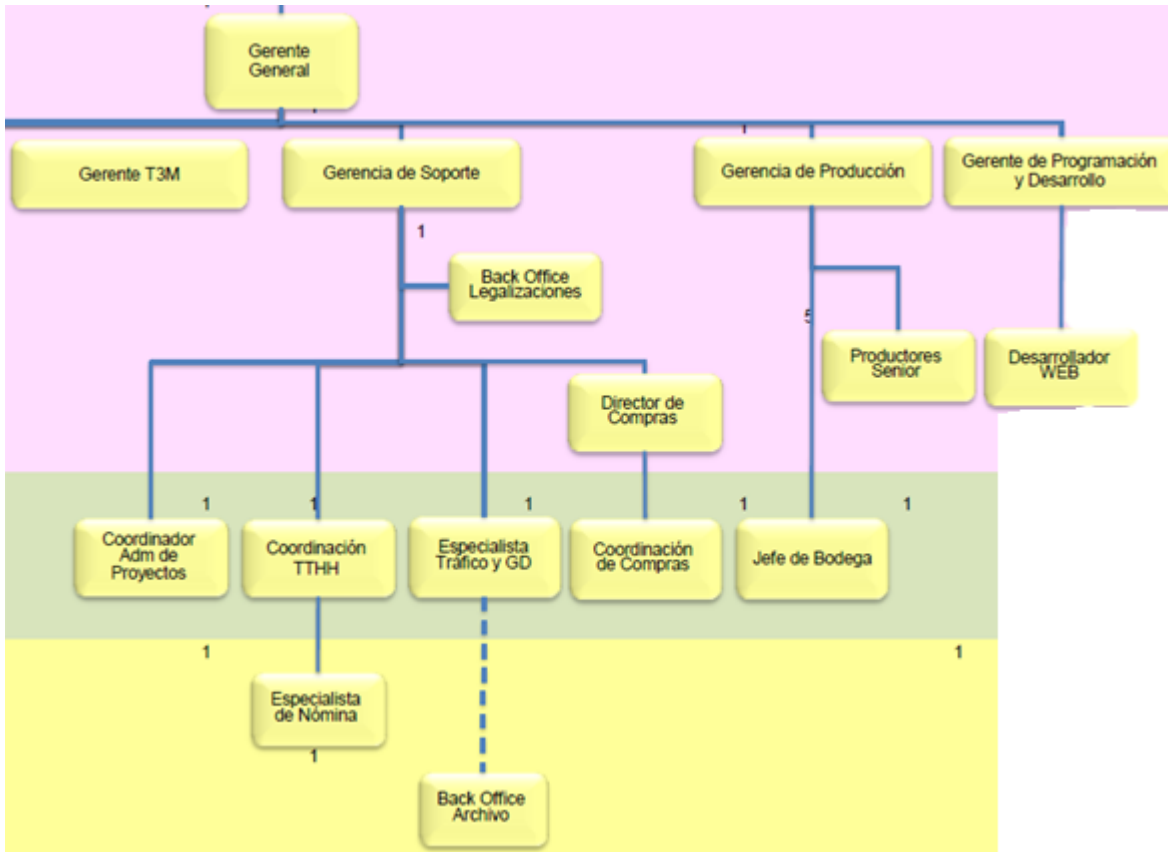 Gerente
General
1
Gerente T3M
Gerencia de Soporte
Gerencia de Producción
Gerente de Programación
y Desarrollo
1
Back Office
Legalizaciones
5
Productores
Senior
Desarrollador
WEB
Director de
Compras
1
1
1
1
1
Coordinador
Adm de
Proyectos
Coordinación
TTHH
Especialista
Tráfico y GD
Coordinación
de Compras
Jefe de Bodega
1
1
Especialista
de Nómina
1
Back Office
Archivo